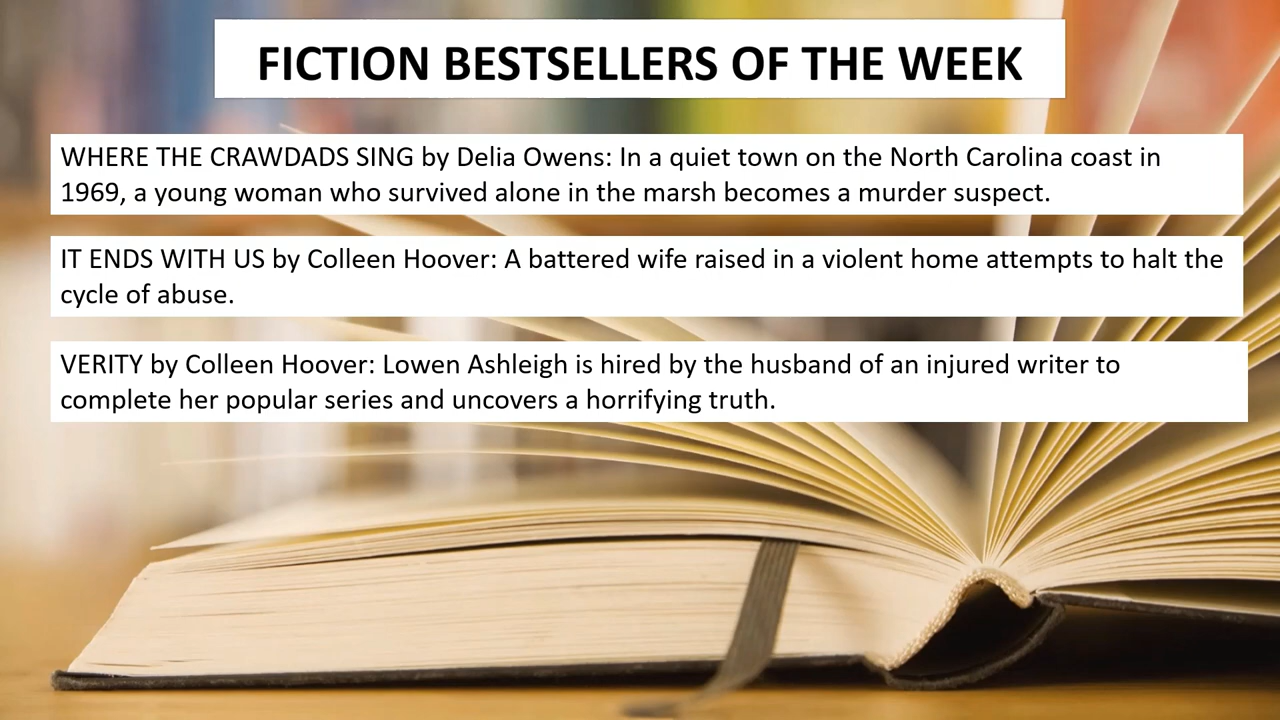 FICTION BESTSELLERS OF THE WEEK
WHERE THE CRAWDADS SING by Delia Owens: In a quiet town on the North Carolina coast in
1969, a young woman who survived alone in the marsh becomes a murder suspect.
IT ENDS WITH US by Colleen Hoover: A battered wife raised in a violent home attempts to halt the
cycle of abuse.
VERITY by Colleen Hoover: Lowen Ashleigh is hired by the husband of an injured writer to
complete her popular series and uncovers a horrifying truth.